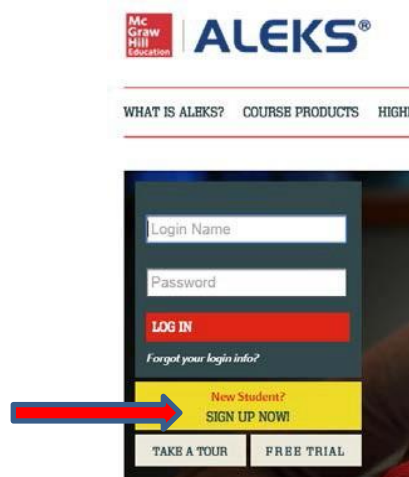 Mc
Graw
Hill
Education
ALEKS®
WHAT IS ALEKS? COURSE PRODUCTS HIGH
Login Name
Password
LOG IN
Forgot your login info?
New Student?
SIGN UP NOW!
TAKE A TOUR FREE TRIAL